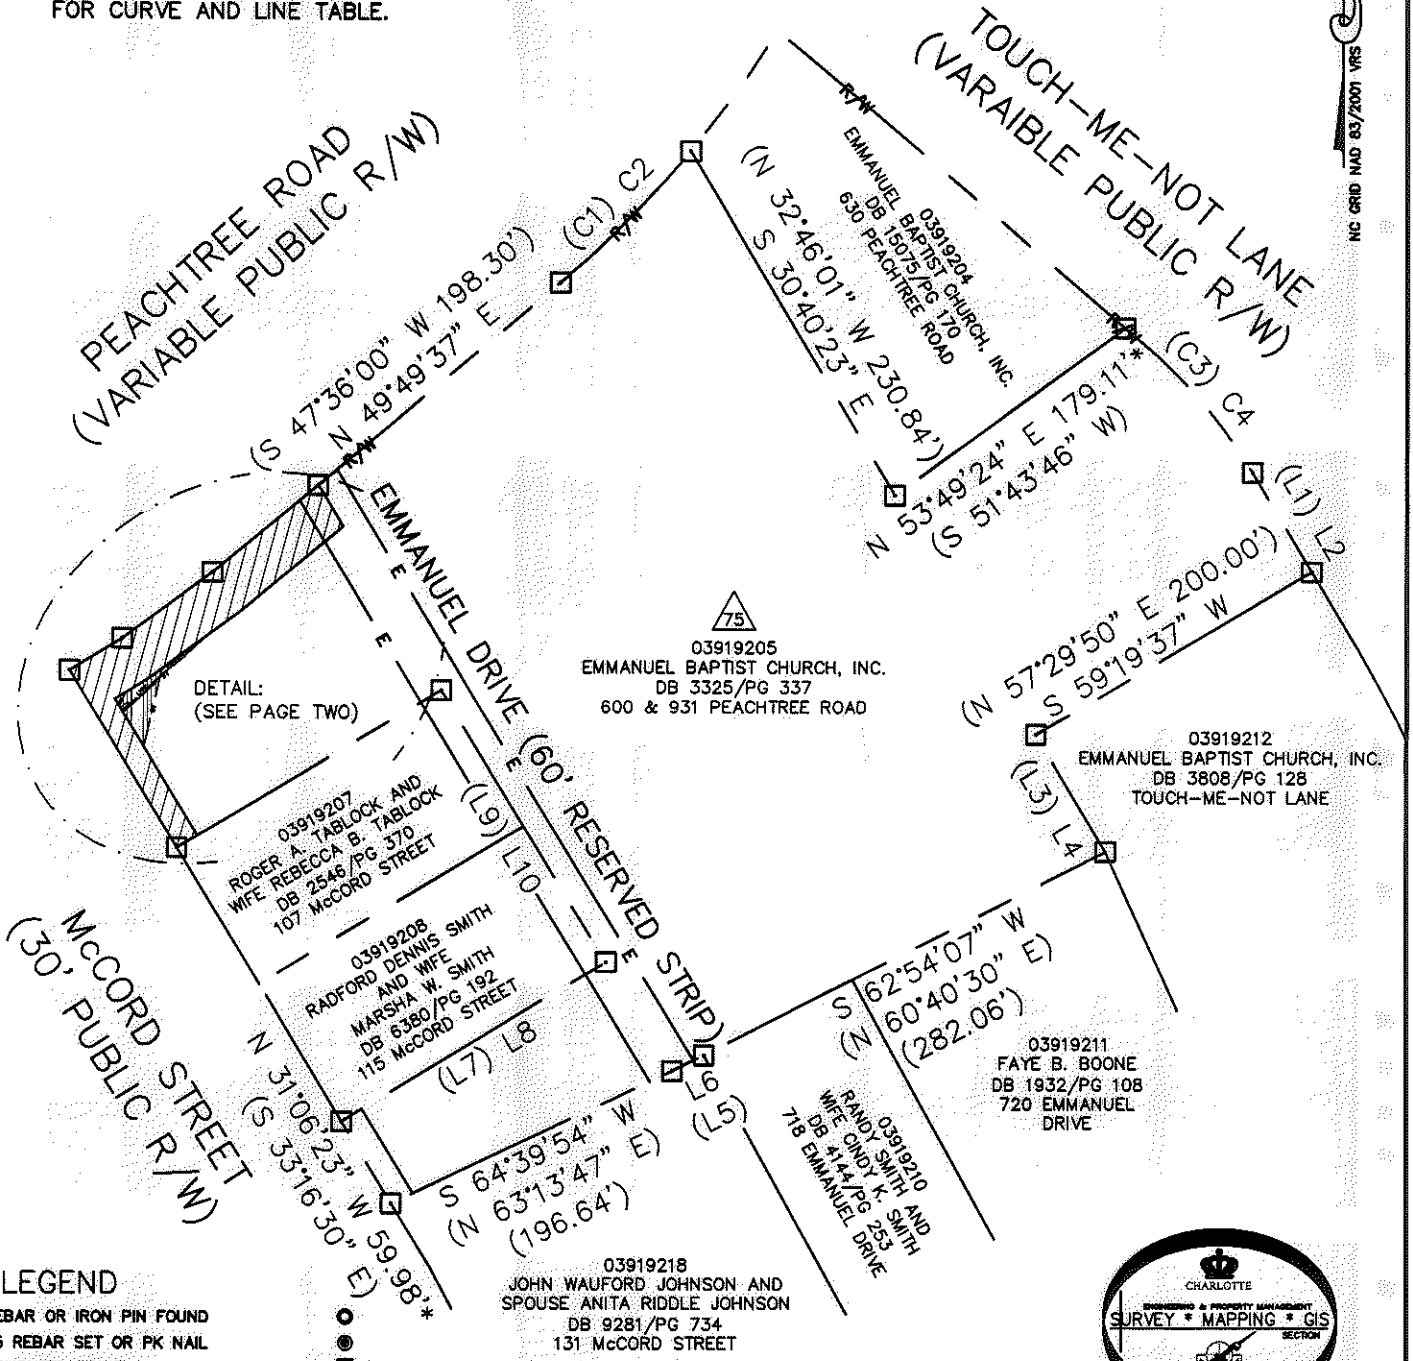 FOR CURVE AND LINE TABLE.
NC GRID NAD 83/2001 VRS
TOUCH-ME-NOT LANE
(VARAIBLE PUBLIC R/W)
PEACHTREE ROAD
(VARIABLE PUBLIC R/W)
R/W
(C1) C2
R/W
(S 47°36'00" W 198.30')
N 49°49'37" E
R/W
03919204
EMMANUEL BAPTIST CHURCH, INC.
DB 15075/PG 170
630 PEACHTREE ROAD
(N 32°46'01" W 230.84')
S 30°40'23" E
R/W
N 53°49'24" E 179.11'*
(S 51°43'46" W)
(C3) C4
(L1) L2
(N 57°29'50" E 200.00')
S 59°19'37" W
EMMANUEL DRIVE (60' RESERVED STRIP)
E
E
E
E
E
75
03919205
EMMANUEL BAPTIST CHURCH, INC.
DB 3325/PG 337
600 & 931 PEACHTREE ROAD
DETAIL:
(SEE PAGE TWO)
03919212
EMMANUEL BAPTIST CHURCH, INC.
DB 3808/PG 128
TOUCH-ME-NOT LANE
(L3) L4
03919207
ROGER A. TABLOCK AND
WIFE REBECCA B. TABLOCK
DB 2546/PG 370
107 McCORD STREET
(L9) L10
03919208
RADFORD DENNIS SMITH
AND WIFE
MARSHA W. SMITH
DB 6380/PG 192
115 McCORD STREET
(L7) L8
McCORD STREET
(30' PUBLIC R/W)
N 31°06'23" W 59.98'*
(S 33°16'30" E)
S 64°39'54" W
(N 63°13'47" E)
(196.64')
L6
(L5)
S 62°54'07" W
(N 60°40'30" E)
(282.06')
03919211
FAYE B. BOONE
DB 1932/PG 108
720 EMMANUEL
DRIVE
03919210
RANDY SMITH AND
WIFE CINDY K. SMITH
DB 4144/PG 253
718 EMMANUEL DRIVE
03919218
JOHN WAUFORD JOHNSON AND
SPOUSE ANITA RIDDLE JOHNSON
DB 9281/PG 734
131 McCORD STREET
LEGEND
EBAR OR IRON PIN FOUND
REBAR SET OR PK NAIL
CHARLOTTE
ENGINEERING & PROPERTY MANAGEMENT
SURVEY * MAPPING * GIS
SECTION